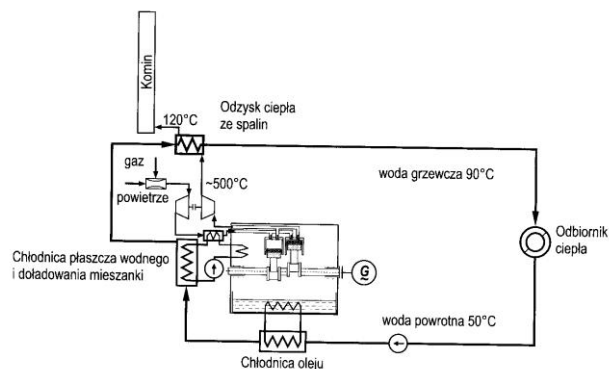 Komin
120°C
Odzysk ciepła
ze spalin
gaz
powietrze
~500°C
woda grzewcza 90°C
Odbiornik
ciepła
Chłodnica płaszcza wodnego
i doładowania mieszanki
G
woda powrotna 50°C
Chłodnica oleju